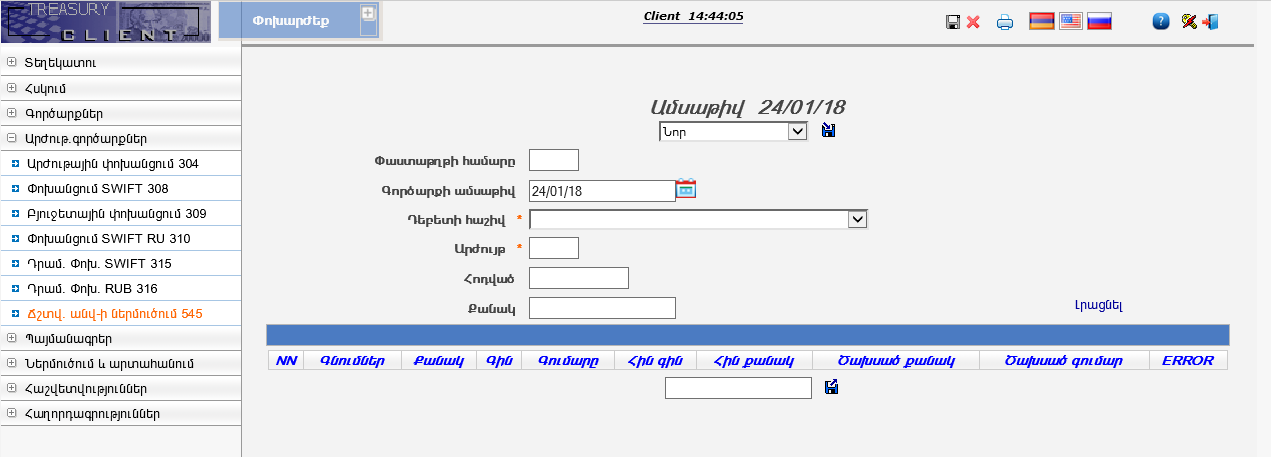 TREASURY
CLIENT
Փոխարժեք
Client 14:44:05
Տեղեկատու
Հսկում
Գործարքներ
Արժութ.գործարքներ
Արժութային փոխանցում 304
Փոխանցում SWIFT 308
Բյուջետային փոխանցում 309
Փոխանցում SWIFT RU 310
Դրամ. Փոխ. SWIFT 315
Դրամ. Փոխ. RUB 316
Ճշտվ. անվ-ի ներմուծում 545
Պայմանագրեր
Ներմուծում և արտահանում
Հաշվետվություններ
Հաղորդագրություններ
Ամսաթիվ 24/01/18
Նոր
Փաստաթղթի համարը
Գործարքի ամսաթիվ 24/01/18
Դեբետի հաշիվ *
Արժույթ *
Հոդված
Քանակ
Լրացնել
NN Գնումներ Քանակ Գին Գումարը Հին գին Հին քանակ Ծախսած քանակ Ծախսած գումար ERROR